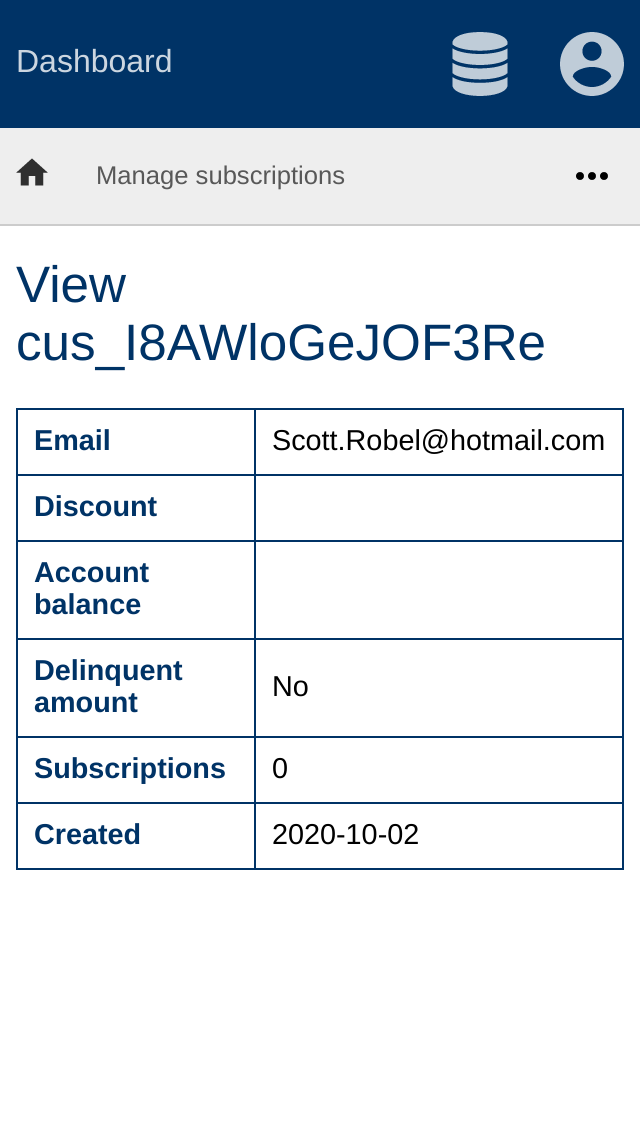 Dashboard
Manage subscriptions
View
cus_I8AWloGeJOF3Re
Email Scott.Robel@hotmail.com
Discount
Account
balance
Delinquent
amount
No
Subscriptions 0
Created 2020-10-02